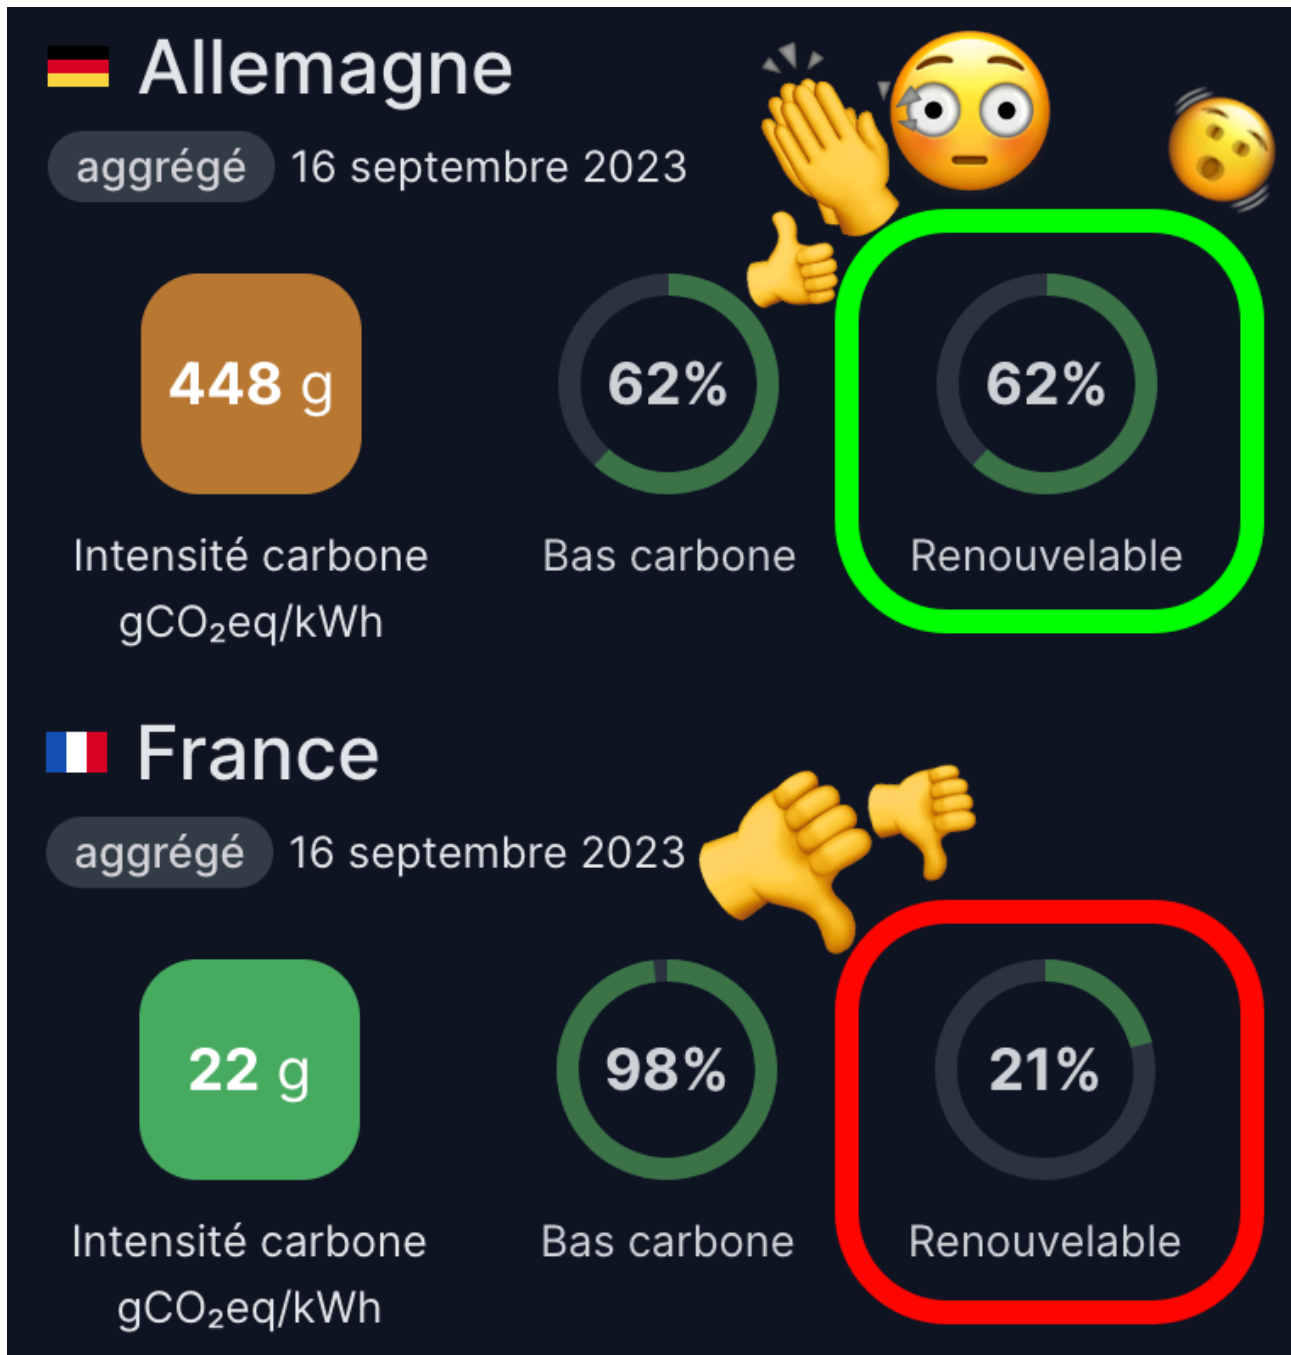 Allemagne
aggrégé 16 septembre 2023
448 g 62% 62%
Intensité carbone Bas carbone Renouvelable
gCO₂eq/kWh
France
aggrégé 16 septembre 2023
22 g 98% 21%
Intensité carbone Bas carbone Renouvelable
gCO₂eq/kWh